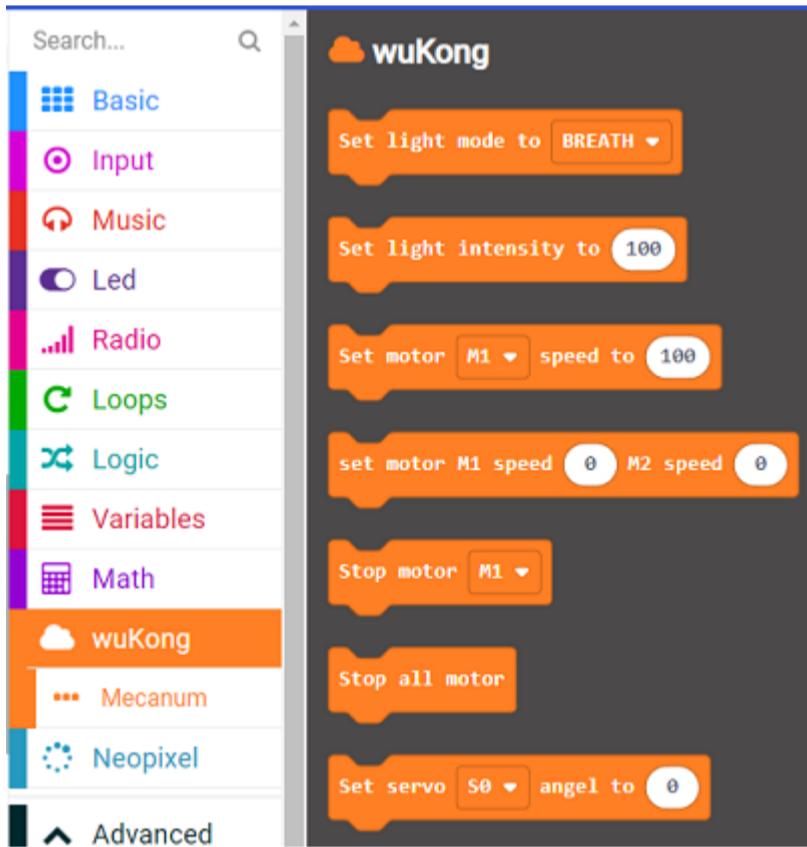 Search...
Basic
Input
Music
Led
Radio
Loops
Logic
Variables
Math
wuKong
Mecanum
Neopixel
Advanced
wuKong
Set light mode to BREATH
Set light intensity to 100
Set motor M1 speed to 100
set motor M1 speed 0 M2 speed 0
Stop motor M1
Stop all motor
Set servo S0 angel to 0